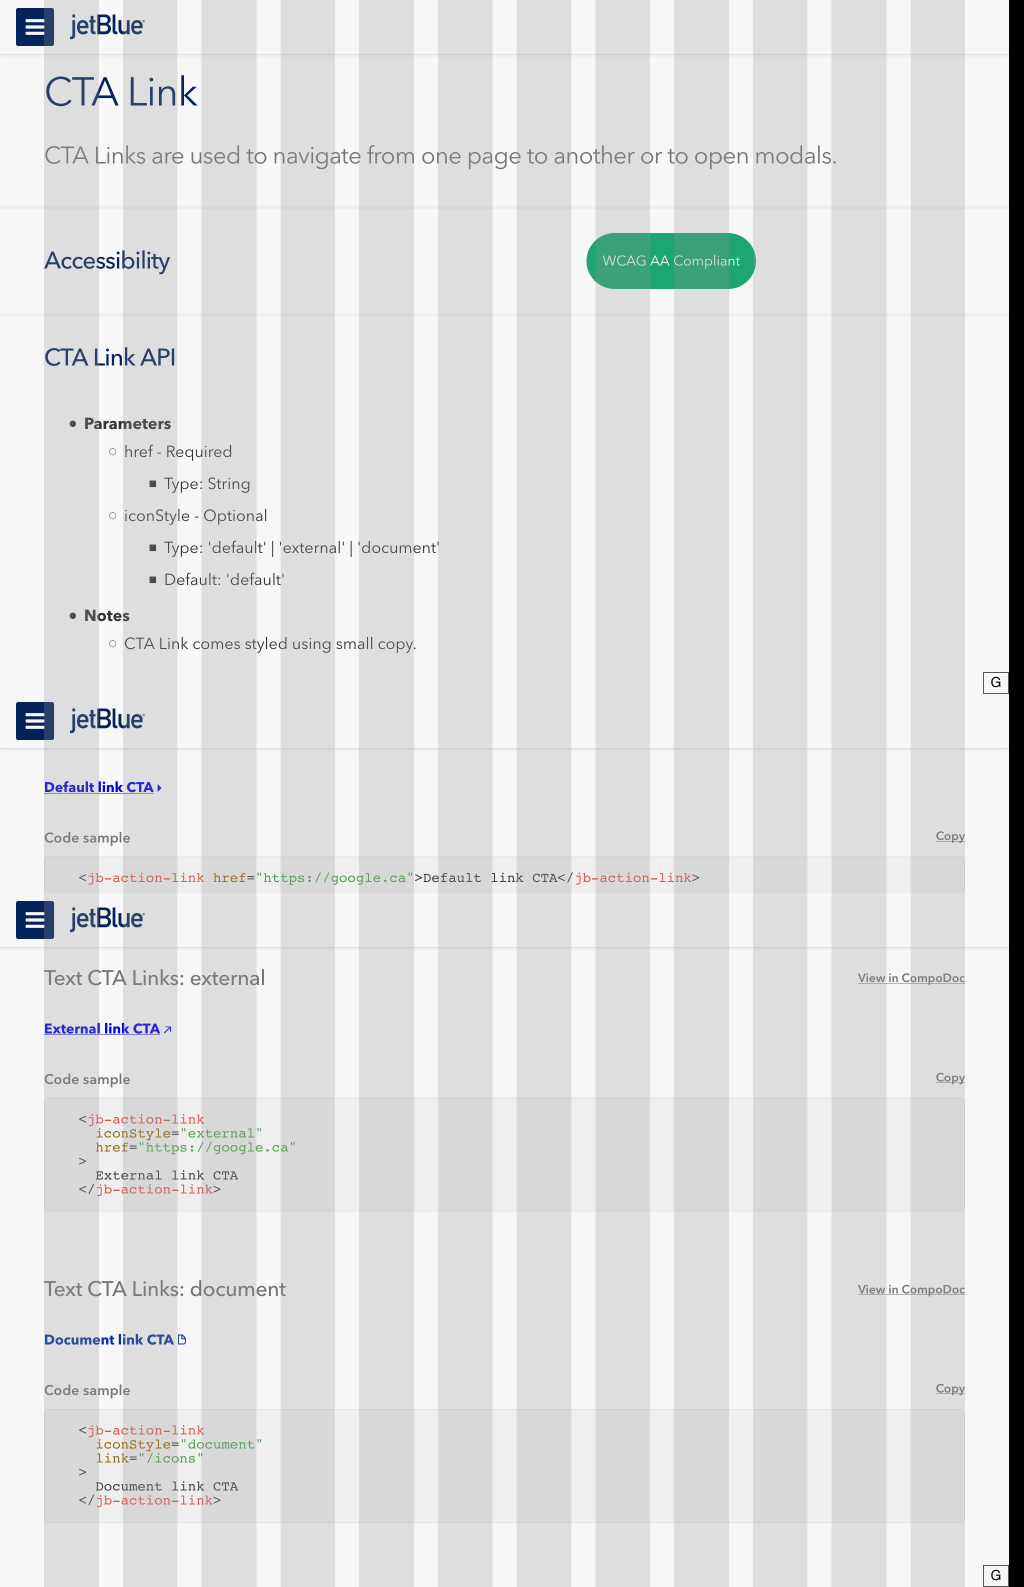 jetBlue
CTA Link
CTA Links are used to navigate from one page to another or to open modals.
Accessibility
WCAG AA Compliant
CTA Link API
Parameters
href - Required
Type: String
iconStyle - Optional
Type: 'default' | 'external' | 'document'
Default: 'default'
Notes
CTA Link comes styled using small copy.
G
jetBlue
Default link CTA
Code sample
Copy
<jb-action-link href="https://google.ca">Default link CTA</jb-action-link>
jetBlue
Text CTA Links: external
View in CompoDoc
External link CTA
Code sample
Copy
<jb-action-link
iconStyle="external"
href="https://google.ca"
>
External link CTA
</jb-action-link>
Text CTA Links: document
View in CompoDoc
Document link CTA
Code sample
Copy
<jb-action-link
iconStyle="document"
link="/icons"
>
Document link CTA
</jb-action-link>
G